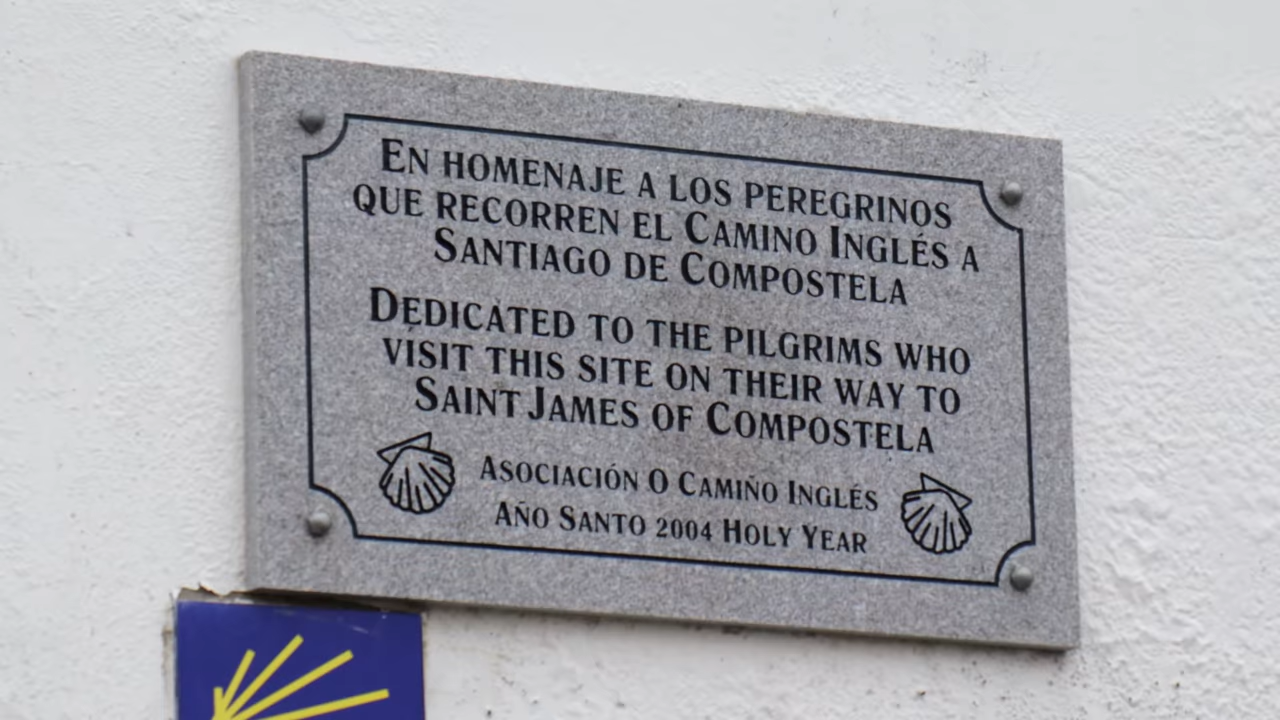 En homenaje a los peregrinos
que recorren el Camino Inglés a
Santiago de Compostela
Dedicated to the pilgrims who
visit this site on their way to
Saint James of Compostela
Asociación O Camiño Inglés
Año Santo 2004 Holy Year